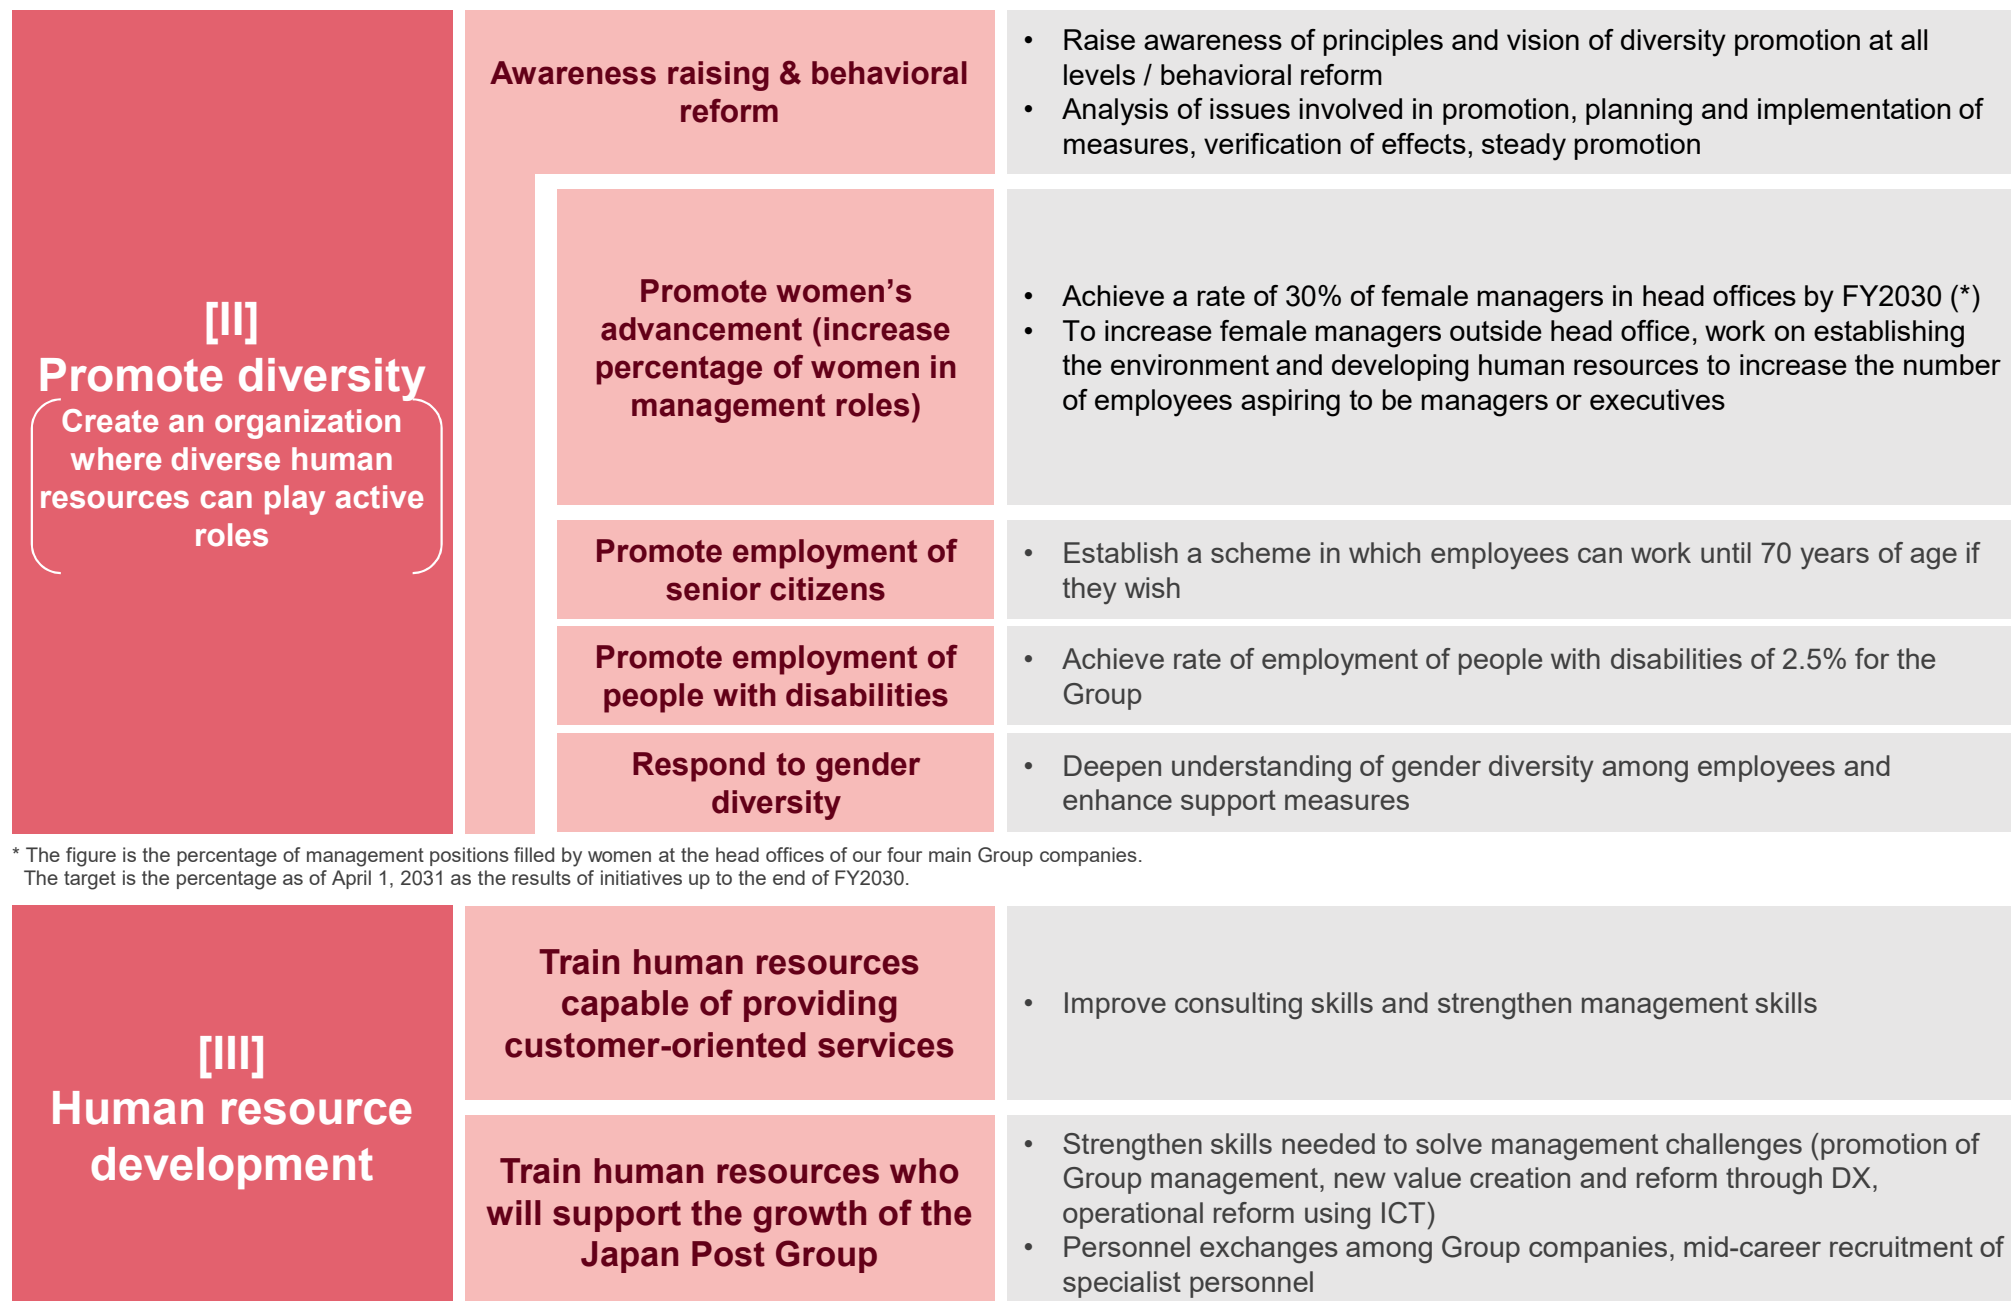 [II]
Promote diversity
Create an organization
where diverse human
resources can play active
roles
Awareness raising & behavioral
reform
• Raise awareness of principles and vision of diversity promotion at all
levels / behavioral reform
• Analysis of issues involved in promotion, planning and implementation of
measures, verification of effects, steady promotion
Promote women’s
advancement (increase
percentage of women in
management roles)
• Achieve a rate of 30% of female managers in head offices by FY2030 (*)
• To increase female managers outside head office, work on establishing
the environment and developing human resources to increase the number
of employees aspiring to be managers or executives
Promote employment of
senior citizens
• Establish a scheme in which employees can work until 70 years of age if
they wish
Promote employment of
people with disabilities
• Achieve rate of employment of people with disabilities of 2.5% for the
Group
Respond to gender
diversity
• Deepen understanding of gender diversity among employees and
enhance support measures
* The figure is the percentage of management positions filled by women at the head offices of our four main Group companies.
The target is the percentage as of April 1, 2031 as the results of initiatives up to the end of FY2030.
[III]
Human resource
development
Train human resources
capable of providing
customer-oriented services
• Improve consulting skills and strengthen management skills
Train human resources who
will support the growth of the
Japan Post Group
• Strengthen skills needed to solve management challenges (promotion of
Group management, new value creation and reform through DX,
operational reform using ICT)
• Personnel exchanges among Group companies, mid-career recruitment of
specialist personnel